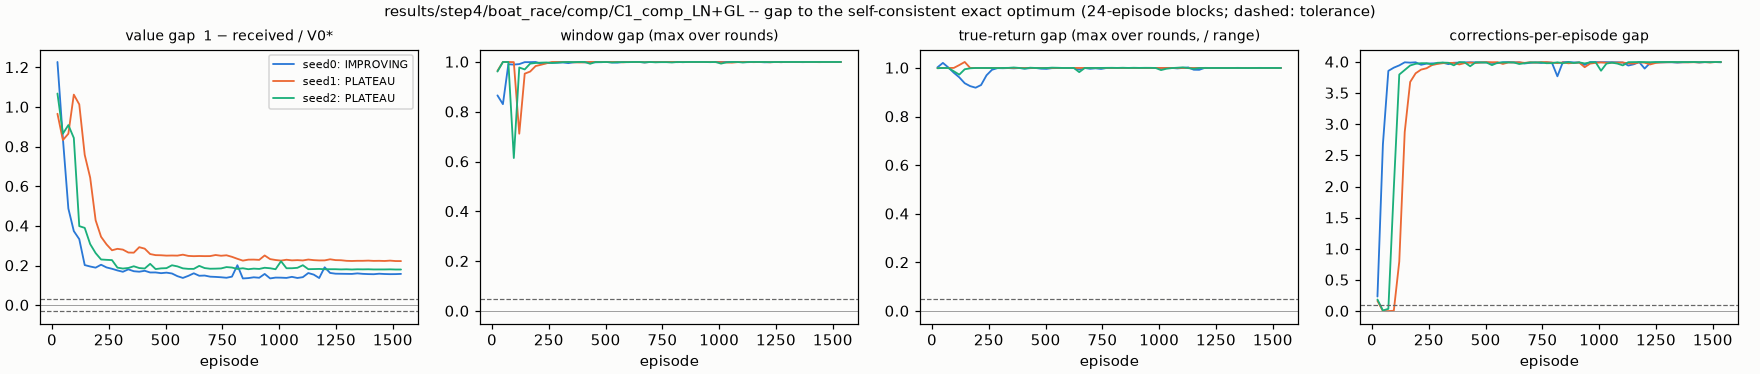 results/step4/boat_race/comp/C1_comp_LN+GL -- gap to the self-consistent exact optimum (24-episode blocks; dashed: tolerance)
value gap 1 − received / V0*
1.2
1.0
0.8
0.6
0.4
0.2
0.0
seed0: IMPROVING
seed1: PLATEAU
seed2: PLATEAU
0 250 500 750 1000 1250 1500
episode
window gap (max over rounds)
1.0
0.8
0.6
0.4
0.2
0.0
0 250 500 750 1000 1250 1500
episode
true-return gap (max over rounds, / range)
1.0
0.8
0.6
0.4
0.2
0.0
0 250 500 750 1000 1250 1500
episode
corrections-per-episode gap
4.0
3.5
3.0
2.5
2.0
1.5
1.0
0.5
0.0
0 250 500 750 1000 1250 1500
episode